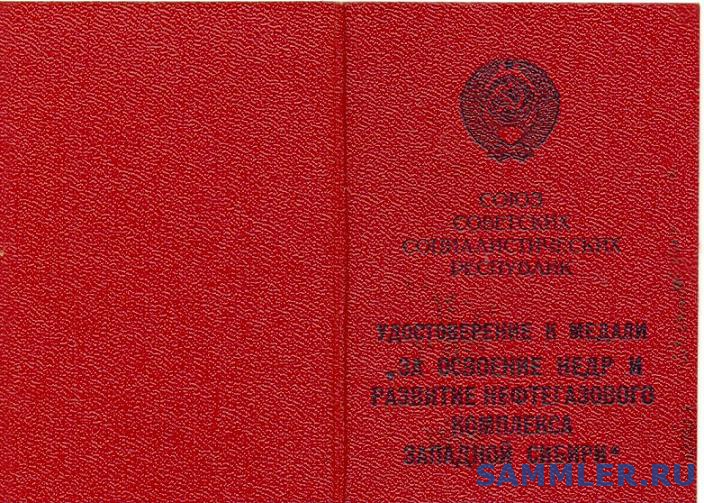 СОЮЗ
СОВЕТСКИХ
СОЦИАЛИСТИЧЕСКИХ
РЕСПУБЛИК
УДОСТОВЕРЕНИЕ К МЕДАЛИ
„ЗА ОСВОЕНИЕ НЕДР И
РАЗВИТИЕ НЕФТЕГАЗОВОГО
КОМПЛЕКСА
ЗАПАДНОЙ СИБИРИ“
SAMMLER.RU